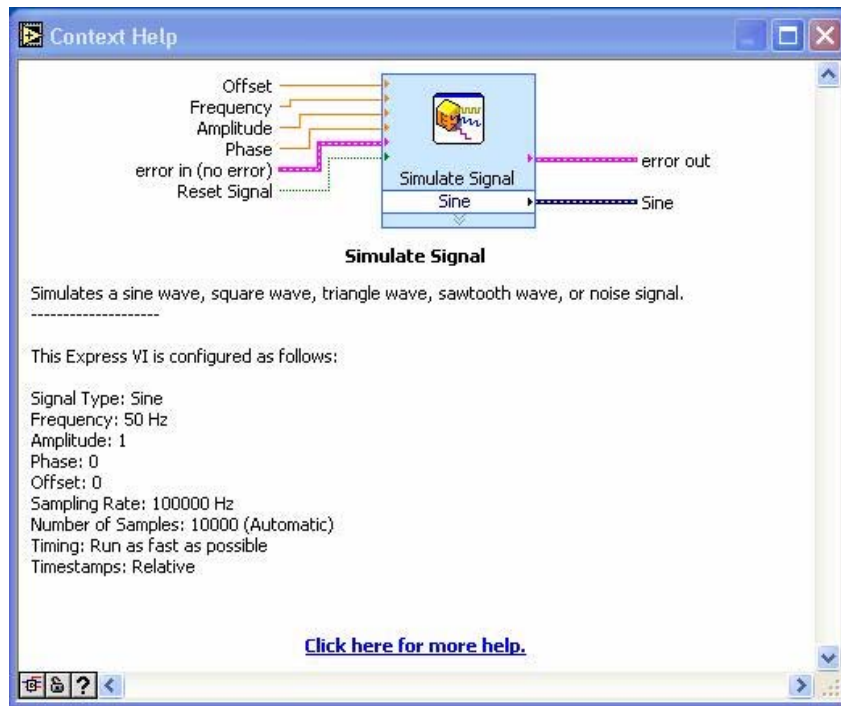 Context Help
Offset
Frequency
Amplitude
Phase
error in (no error)
Reset Signal
Simulate Signal
Sine
error out
Sine
Simulate Signal
Simulates a sine wave, square wave, triangle wave, sawtooth wave, or noise signal.
--------------------
This Express VI is configured as follows:
Signal Type: Sine
Frequency: 50 Hz
Amplitude: 1
Phase: 0
Offset: 0
Sampling Rate: 100000 Hz
Number of Samples: 10000 (Automatic)
Timing: Run as fast as possible
Timestamps: Relative
Click here for more help.
?